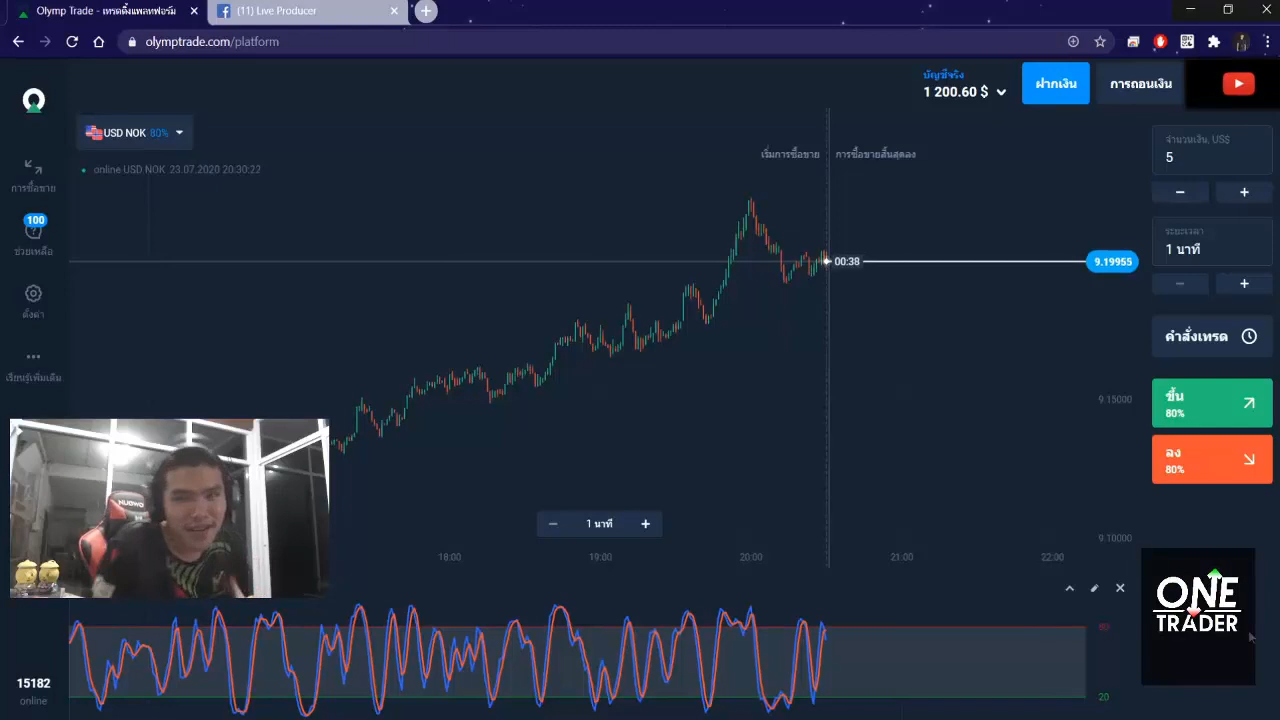 Olymp Trade - เทรดดิ้งแพลทฟอร์ม
(11) Live Producer
olymptrade.com/platform
บัญชีจริง
1 200.60 $
ฝากเงิน
การถอนเงิน
USD NOK 80%
online USD NOK 23.07.2020 20:30:22
เริ่มการซื้อขาย
การซื้อขายสิ้นสุดลง
จำนวนเงิน, US$
5
การซื้อขาย
100
ช่วยเหลือ
ระยะเวลา
1 นาที
00:38
9.19955
ตั้งค่า
คำสั่งเทรด
เรียนรู้เพิ่มเติม
ขึ้น
80%
9.15000
ลง
80%
NUBWO
1 นาที
9.10000
18:00
19:00
20:00
21:00
22:00
ONE
TRADER
80
20
15182
online